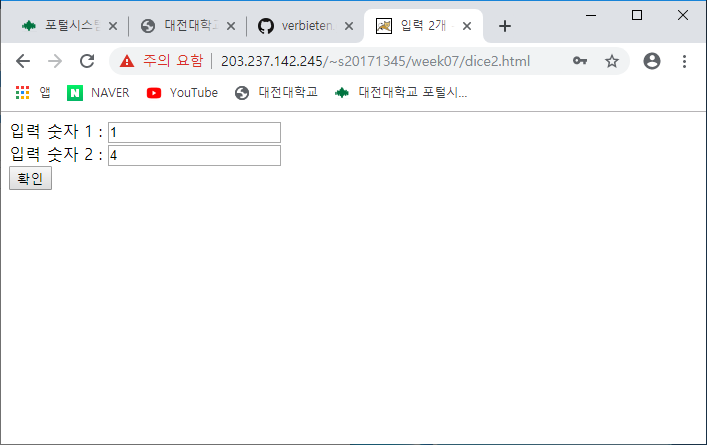 포털시스템
대전대학교
verbieten
입력 2개
주의 요함 203.237.142.245/~s20171345/week07/dice2.html
앱 NAVER YouTube 대전대학교 대전대학교 포털시...
입력 숫자 1 : 1
입력 숫자 2 : 4
확인